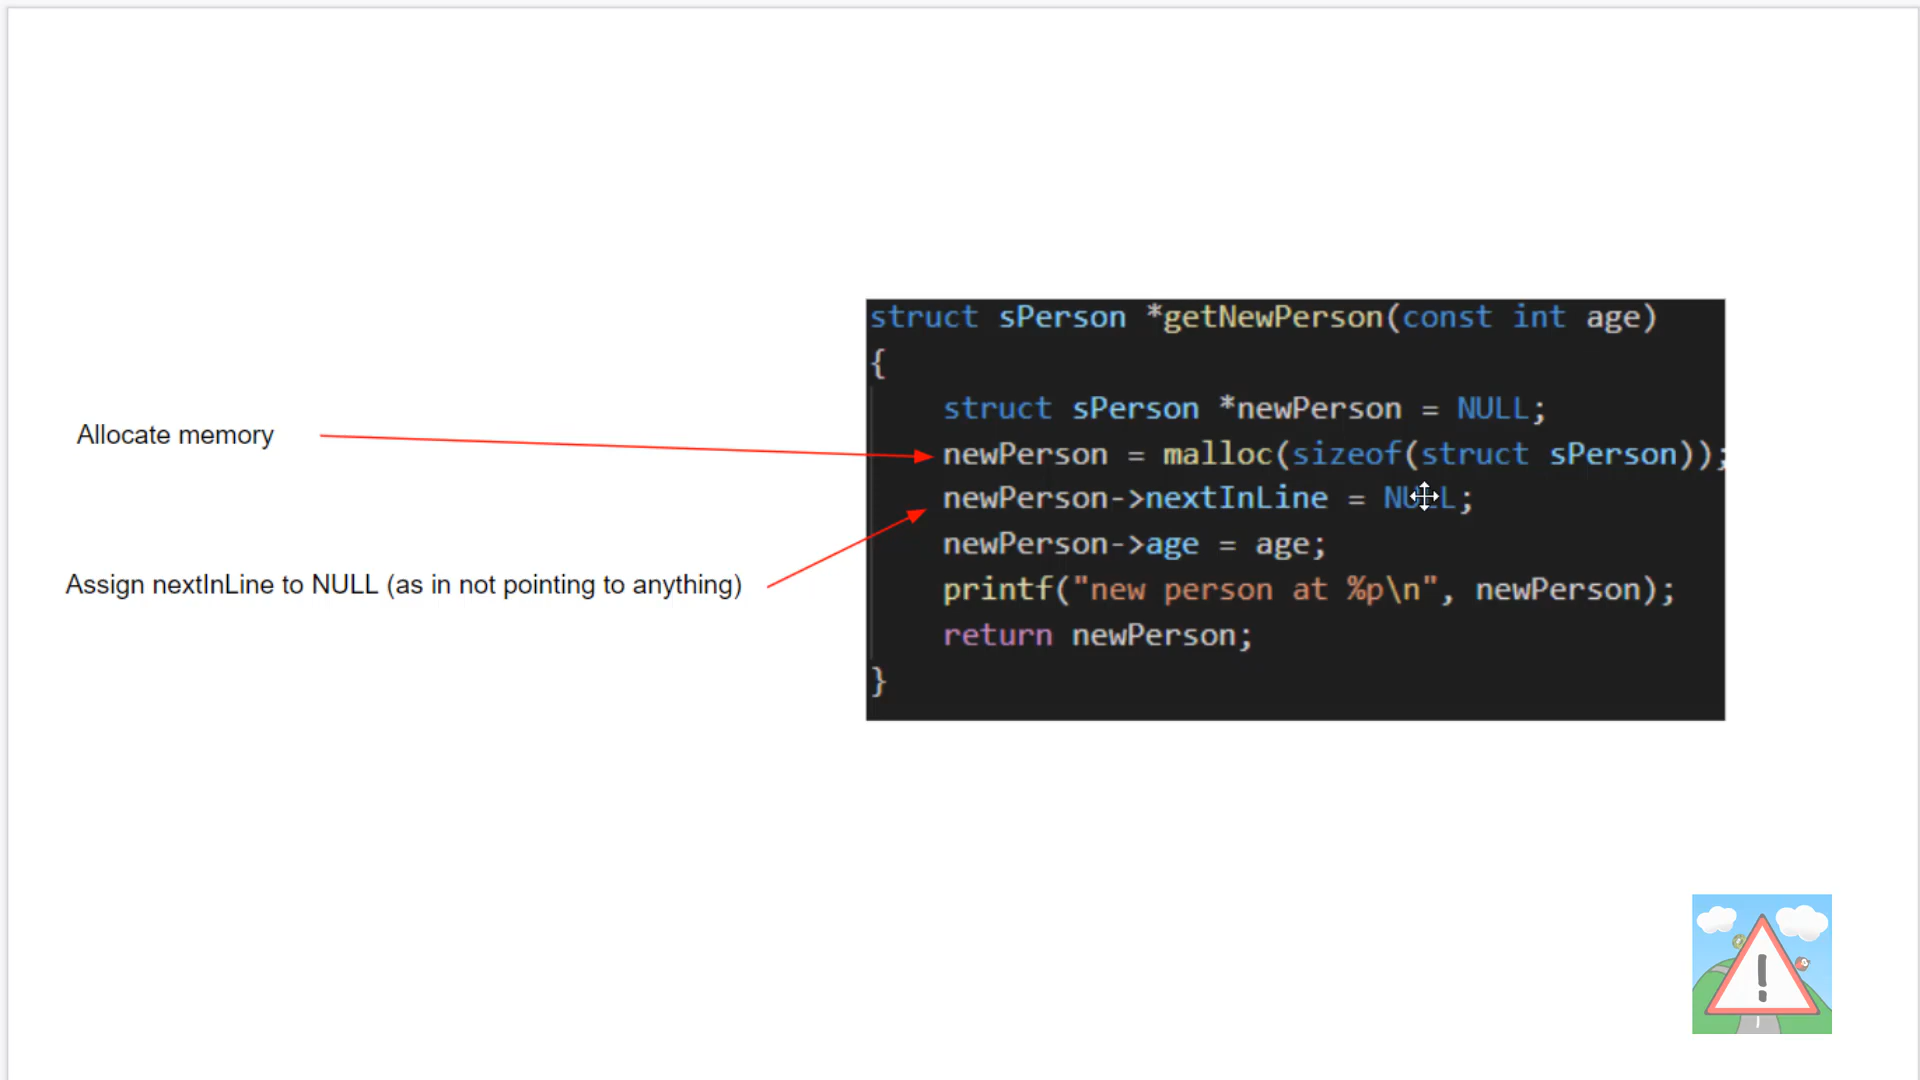 Allocate memory
Assign nextInLine to NULL (as in not pointing to anything)
struct sPerson *getNewPerson(const int age)
{
    struct sPerson *newPerson = NULL;
    newPerson = malloc(sizeof(struct sPerson));
    newPerson->nextInLine = NULL;
    newPerson->age = age;
    printf("new person at %p\n", newPerson);
    return newPerson;
}
!